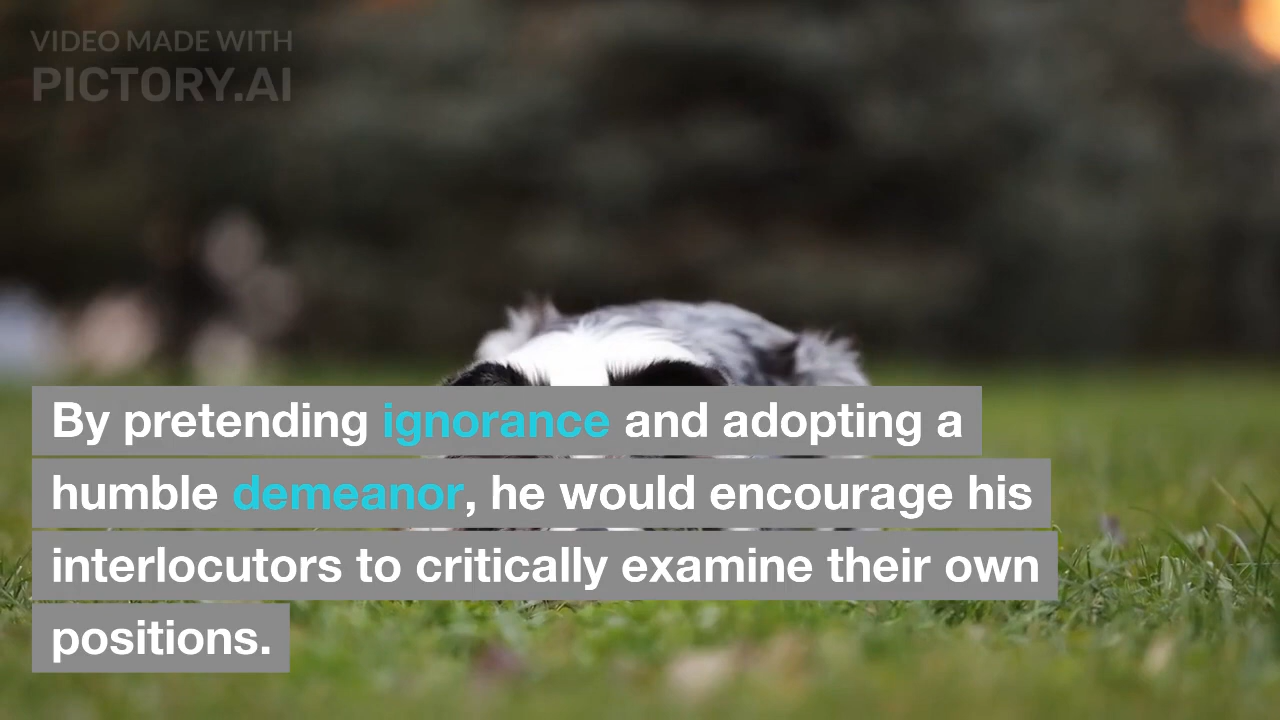 VIDEO MADE WITH
PICTORY.AI
By pretending ignorance and adopting a
humble demeanor, he would encourage his
interlocutors to critically examine their own
positions.